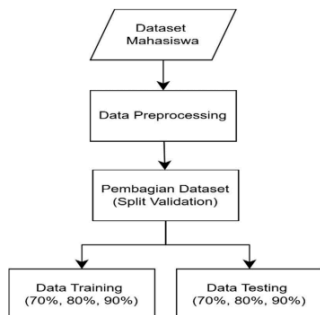 Dataset
Mahasiswa
Data Preprocessing
Pembagian Dataset
(Split Validation)
Data Training
(70%, 80%, 90%)
Data Testing
(70%, 80%, 90%)